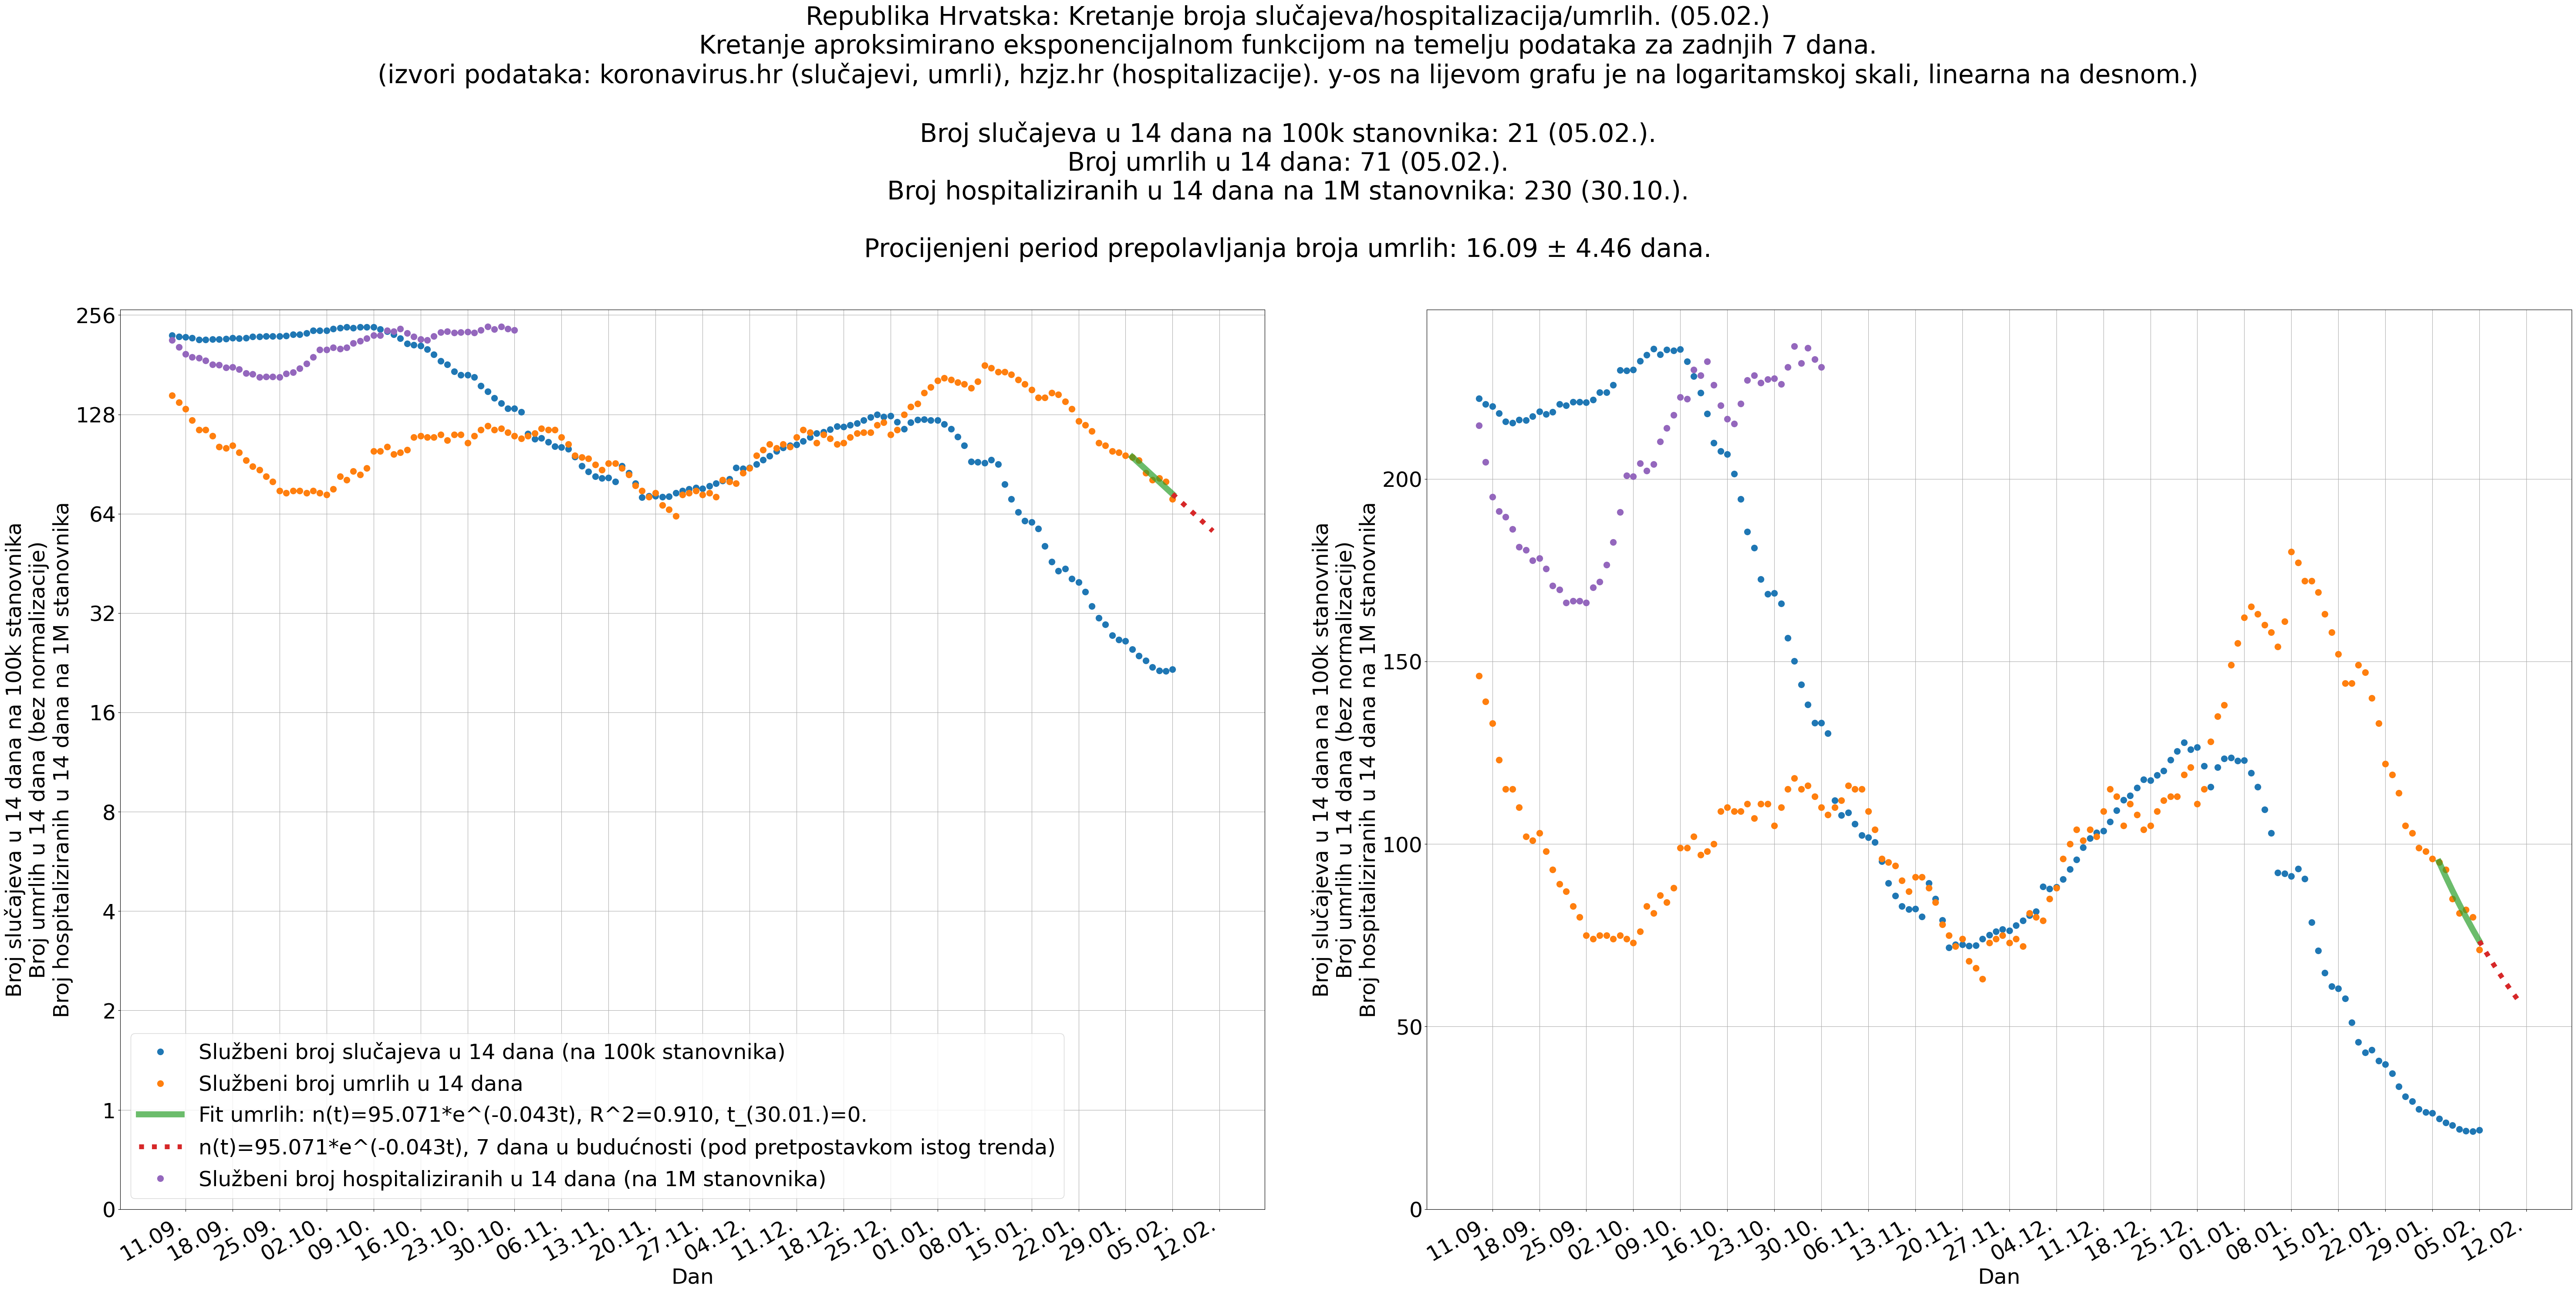 Republika Hrvatska: Kretanje broja slučajeva/hospitalizacija/umrlih. (05.02.)
Kretanje aproksimirano eksponencijalnom funkcijom na temelju podataka za zadnjih 7 dana.
(izvori podataka: koronavirus.hr (slučajevi, umrli), hzjz.hr (hospitalizacije). y-os na lijevom grafu je na logaritamskoj skali, linearna na desnom.)
Broj slučajeva u 14 dana na 100k stanovnika: 21 (05.02.).
Broj umrlih u 14 dana: 71 (05.02.).
Broj hospitaliziranih u 14 dana na 1M stanovnika: 230 (30.10.).
Procijenjeni period prepolavljanja broja umrlih: 16.09 ± 4.46 dana.
Broj slučajeva u 14 dana na 100k stanovnika
Broj umrlih u 14 dana (bez normalizacije)
Broj hospitaliziranih u 14 dana na 1M stanovnika
256
128
64
32
16
8
4
2
1
0
Službeni broj slučajeva u 14 dana (na 100k stanovnika)
Službeni broj umrlih u 14 dana
Fit umrlih: n(t)=95.071*e^(-0.043t), R^2=0.910, t_(30.01.)=0.
n(t)=95.071*e^(-0.043t), 7 dana u budućnosti (pod pretpostavkom istog trenda)
Službeni broj hospitaliziranih u 14 dana (na 1M stanovnika)
11.09. 18.09. 25.09. 02.10. 09.10. 16.10. 23.10. 30.10. 06.11. 13.11. 20.11. 27.11. 04.12. 11.12. 18.12. 25.12. 01.01. 08.01. 15.01. 22.01. 29.01. 05.02. 12.02.
Dan
Broj slučajeva u 14 dana na 100k stanovnika
Broj umrlih u 14 dana (bez normalizacije)
Broj hospitaliziranih u 14 dana na 1M stanovnika
200
150
100
50
0
11.09. 18.09. 25.09. 02.10. 09.10. 16.10. 23.10. 30.10. 06.11. 13.11. 20.11. 27.11. 04.12. 11.12. 18.12. 25.12. 01.01. 08.01. 15.01. 22.01. 29.01. 05.02. 12.02.
Dan